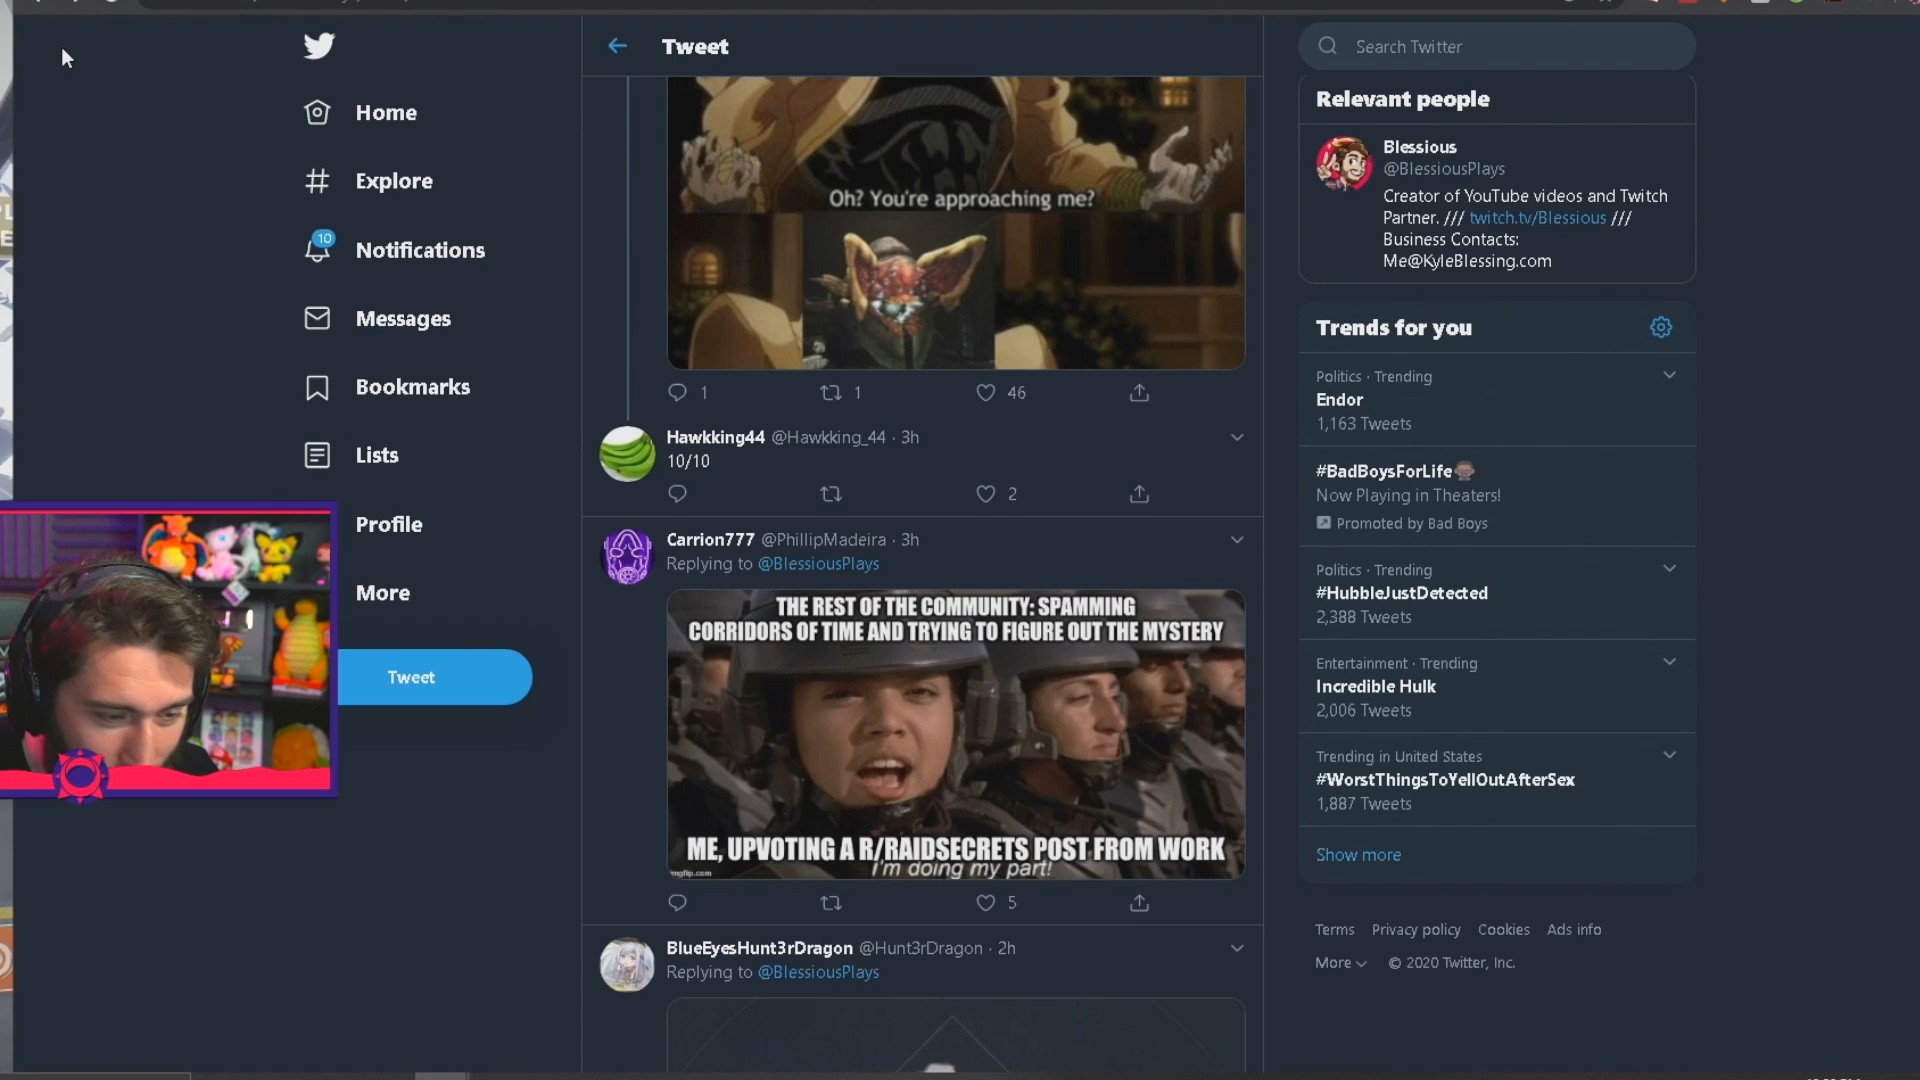 Tweet
Search Twitter
Home
Explore
10
Notifications
Messages
Bookmarks
Lists
Profile
More
Tweet
Oh? You're approaching me?
1
1
46
Hawkking44 @Hawkking_44 · 3h
10/10
2
Carrion777 @PhillipMadeira · 3h
Replying to @BlessiousPlays
THE REST OF THE COMMUNITY: SPAMMING
CORRIDORS OF TIME AND TRYING TO FIGURE OUT THE MYSTERY
ME, UPVOTING A R/RAIDSECRETS POST FROM WORK
I'm doing my part!
imgflip.com
5
BlueEyesHunt3rDragon @Hunt3rDragon · 2h
Replying to @BlessiousPlays
Relevant people
Blessious
@BlessiousPlays
Creator of YouTube videos and Twitch
Partner. /// twitch.tv/Blessious ///
Business Contacts:
Me@KyleBlessing.com
Trends for you
Politics · Trending
Endor
1,163 Tweets
#BadBoysForLife
Now Playing in Theaters!
Promoted by Bad Boys
Politics · Trending
#HubbleJustDetected
2,388 Tweets
Entertainment · Trending
Incredible Hulk
2,006 Tweets
Trending in United States
#WorstThingsToYellOutAfterSex
1,887 Tweets
Show more
Terms Privacy policy Cookies Ads info
More © 2020 Twitter, Inc.